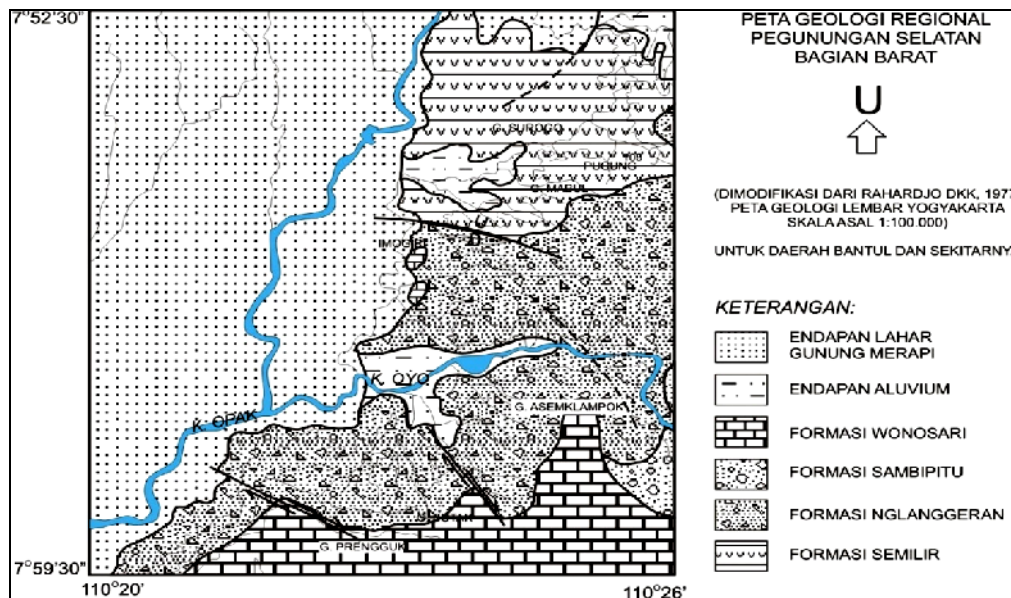 7°52'30"
7°59'30"
110°20'
110°26'
G. SUROGO
PUCUNG
G. MABUL
U
D
IMOGIRI
K. OYO
K. OPAK
G. ASEMKLAMPOK
G. PRENGGUK
PETA GEOLOGI REGIONAL
PEGUNUNGAN SELATAN
BAGIAN BARAT
U
(DIMODIFIKASI DARI RAHARDJO DKK, 1977
PETA GEOLOGI LEMBAR YOGYAKARTA
SKALA ASAL 1:100.000)
UNTUK DAERAH BANTUL DAN SEKITARNY
KETERANGAN:
ENDAPAN LAHAR
GUNUNG MERAPI
ENDAPAN ALUVIUM
FORMASI WONOSARI
FORMASI SAMBIPITU
FORMASI NGLANGGERAN
FORMASI SEMILIR